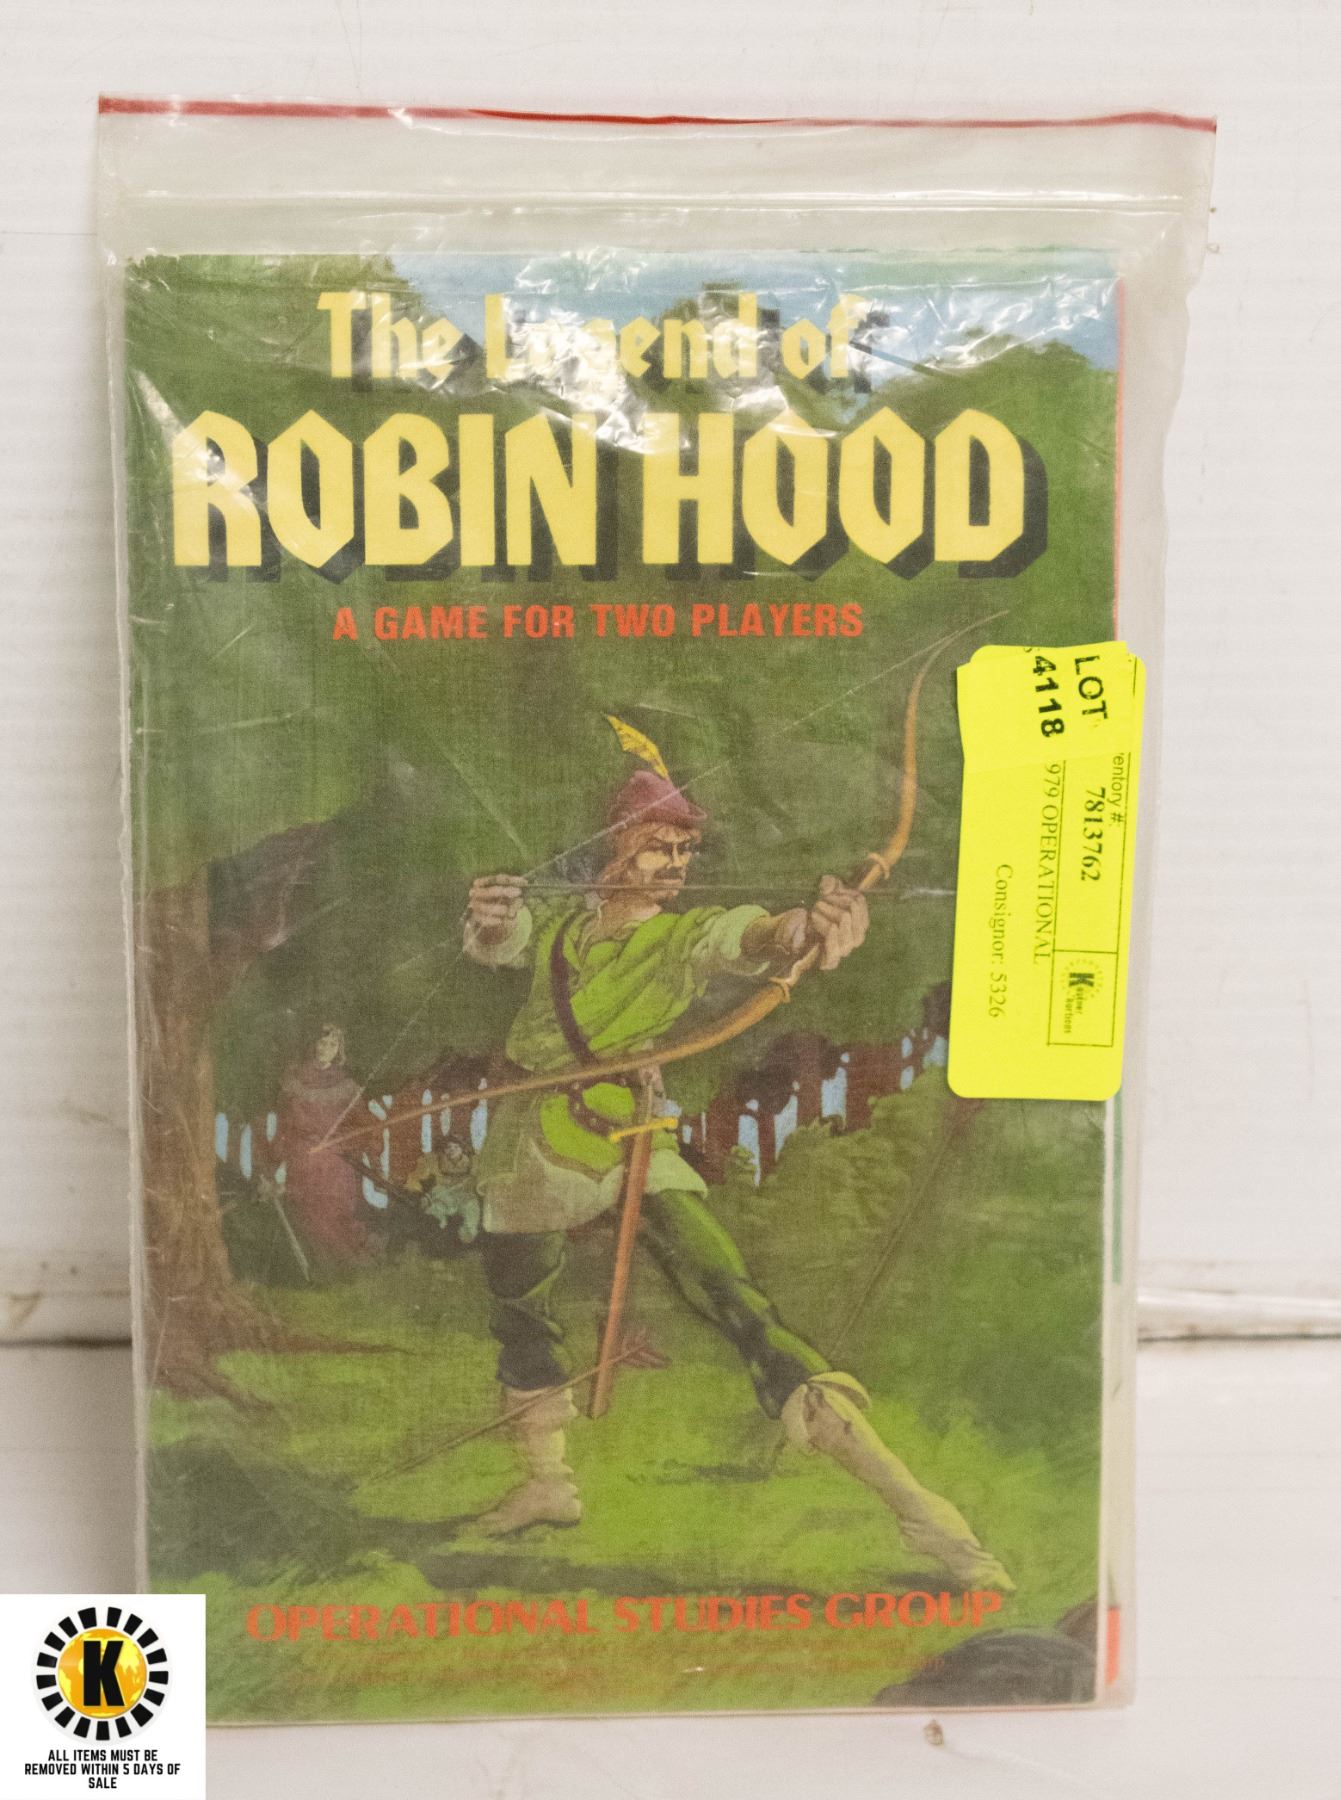 The Legend of
ROBIN HOOD
A GAME FOR TWO PLAYERS
LOT
4118
entory #:
7813762
979 OPERATIONAL
Consignor: 5326
OPERATIONAL STUDIES GROUP
K
ALL ITEMS MUST BE
REMOVED WITHIN 5 DAYS OF
SALE